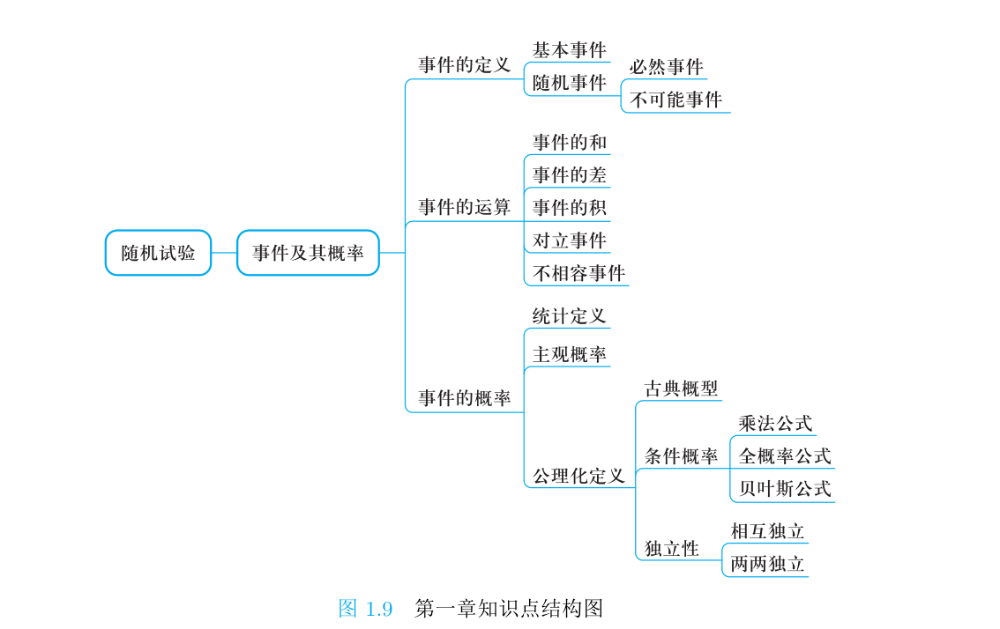 随机试验
事件及其概率
事件的定义
基本事件
随机事件
必然事件
不可能事件
事件的运算
事件的和
事件的差
事件的积
对立事件
不相容事件
事件的概率
统计定义
主观概率
公理化定义
古典概型
条件概率
乘法公式
全概率公式
贝叶斯公式
独立性
相互独立
两两独立
图 1.9 第一章知识点结构图